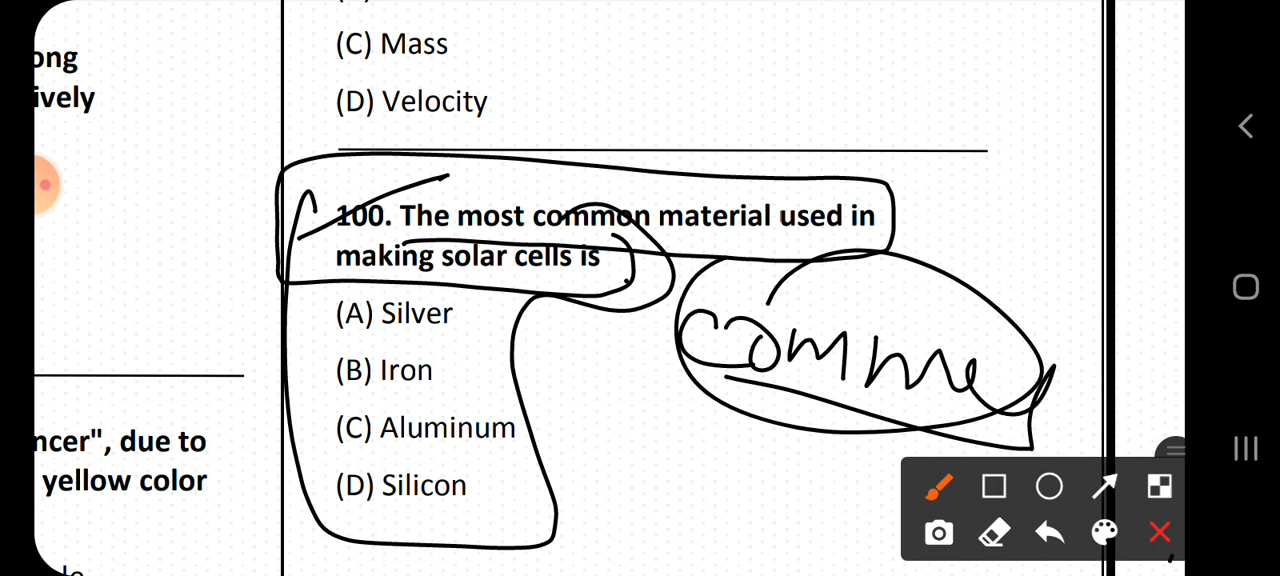 ong
ively
ncer", due to
yellow color
(C) Mass
(D) Velocity
100. The most common material used in
making solar cells is
(A) Silver
(B) Iron
(C) Aluminum
(D) Silicon